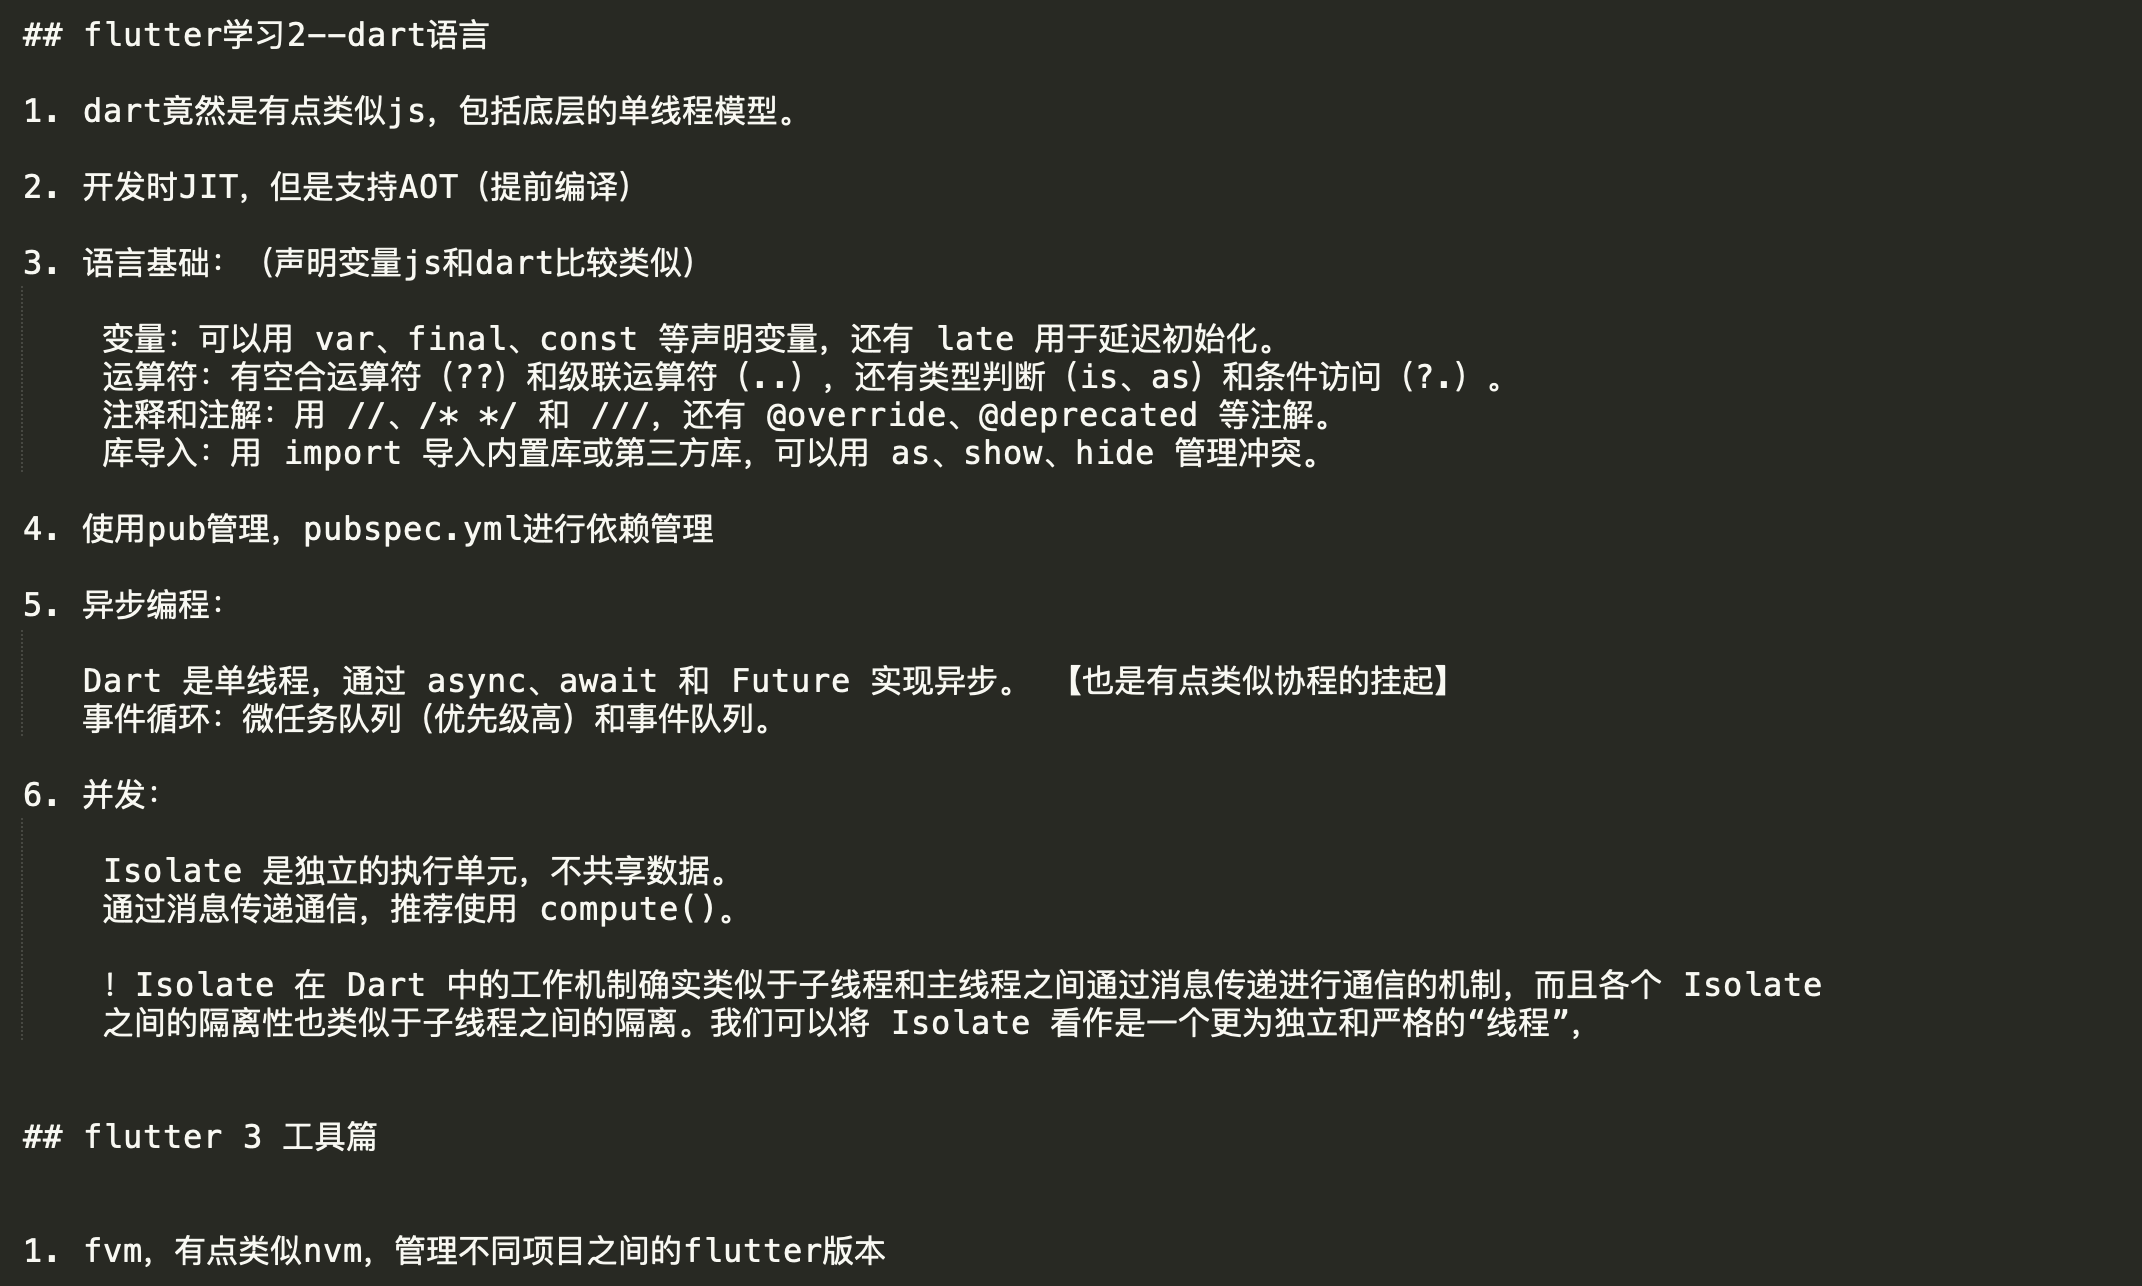 ## flutter学习2--dart语言
1. dart竟然是有点类似js，包括底层的单线程模型。
2. 开发时JIT，但是支持AOT（提前编译）
3. 语言基础：（声明变量js和dart比较类似）
变量：可以用 var、final、const 等声明变量，还有 late 用于延迟初始化。
运算符：有空合运算符（??）和级联运算符（..），还有类型判断（is、as）和条件访问（?.）。
注释和注解：用 //、/* */ 和 ///，还有 @override、@deprecated 等注解。
库导入：用 import 导入内置库或第三方库，可以用 as、show、hide 管理冲突。
4. 使用pub管理，pubspec.yml进行依赖管理
5. 异步编程：
Dart 是单线程，通过 async、await 和 Future 实现异步。 【也是有点类似协程的挂起】
事件循环：微任务队列（优先级高）和事件队列。
6. 并发：
Isolate 是独立的执行单元，不共享数据。
通过消息传递通信，推荐使用 compute()。
！Isolate 在 Dart 中的工作机制确实类似于子线程和主线程之间通过消息传递进行通信的机制，而且各个 Isolate
之间的隔离性也类似于子线程之间的隔离。我们可以将 Isolate 看作是一个更为独立和严格的“线程”，
## flutter 3 工具篇
1. fvm，有点类似nvm，管理不同项目之间的flutter版本